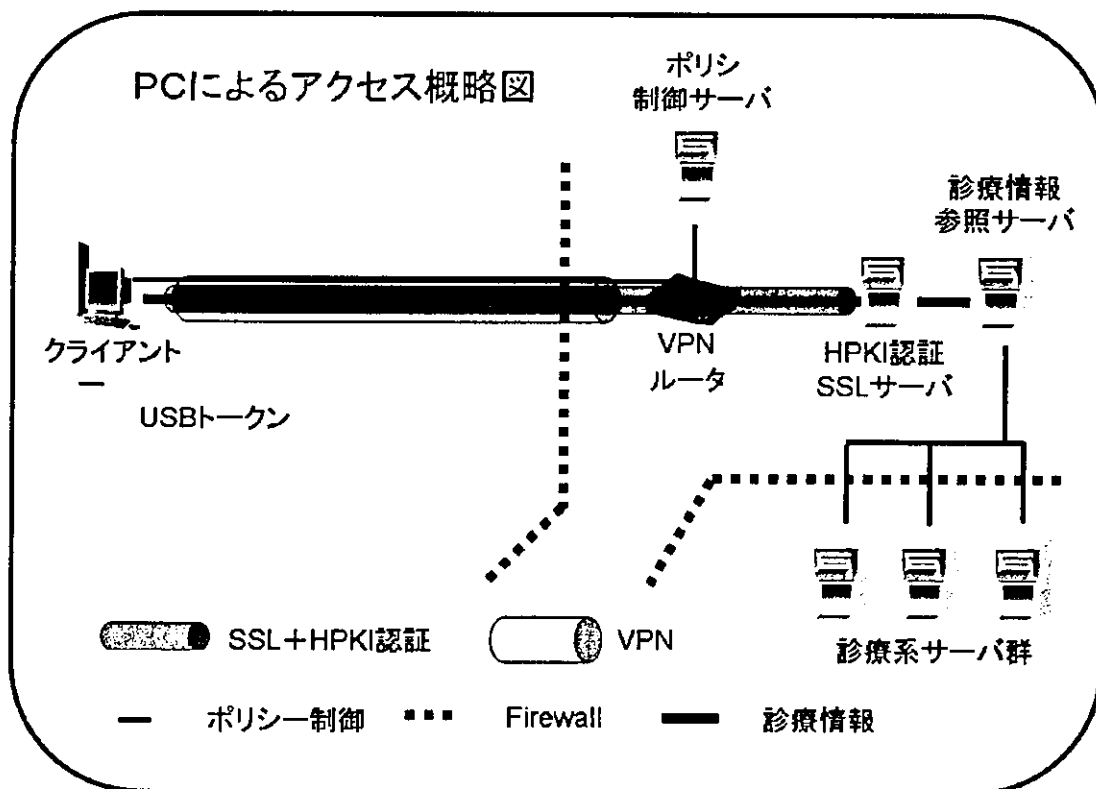 PCによるアクセス概略図
ポリシ
制御サーバ
診療情報
参照サーバ
クライアント
USBトークン
VPN
ルータ
HPKI認証
SSLサーバ
診療系サーバ群
SSL＋HPKI認証
VPN
ポリシー制御
Firewall
診療情報